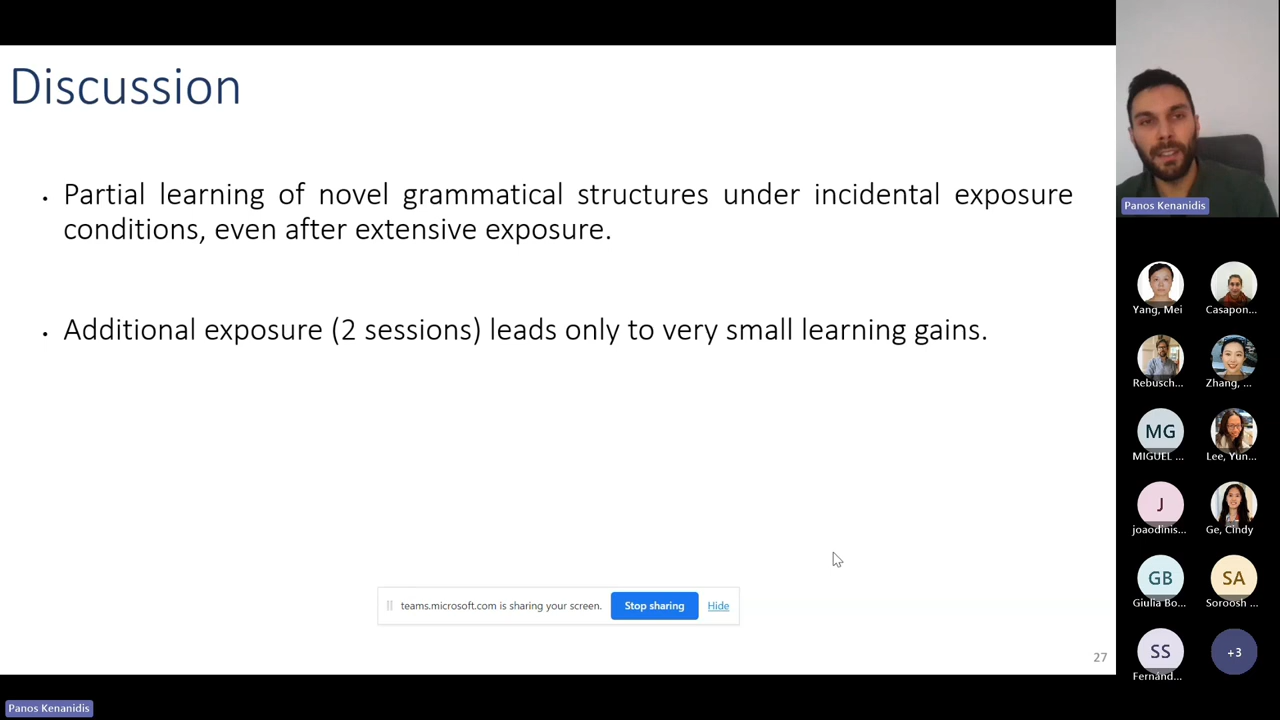 Discussion
• Partial learning of novel grammatical structures under incidental exposure
conditions, even after extensive exposure.
• Additional exposure (2 sessions) leads only to very small learning gains.
teams.microsoft.com is sharing your screen. Stop sharing Hide
27
Panos Kenanidis
Panos Kenanidis
Yang, Mei
Casapon...
Rebusch...
Zhang, ...
MG
MIGUEL ...
Lee, Yun...
J
joaodinis...
Ge, Cindy
GB
Giulia Bo...
SA
Soroosh ...
SS
Fernánd...
+3